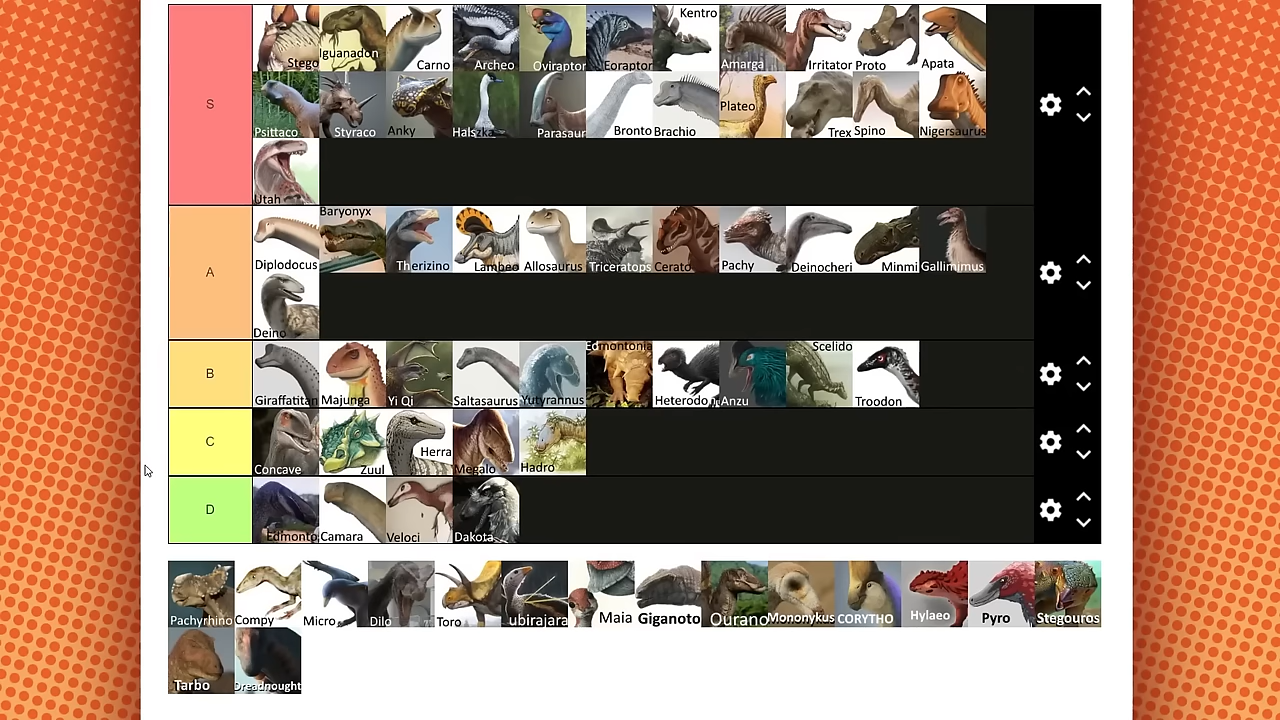 S
Stego Iguanadon Carno Archeo Oviraptor Eoraptor Kentro Amarga Irritator Proto Apata
Psittaco Styraco Anky Halszka Parasaur Bronto Brachio Plateo Trex Spino Nigersaurus
Utah
A
Diplodocus Baryonyx Therizino Lambeo Allosaurus Triceratops Cerato Pachy Deinocheri Minmi Gallimimus
Deino
B
Giraffatitan Majunga Yi Qi Saltasaurus Yutyrannus Edmontonia Heterodo Anzu Scelido Troodon
C
Concave Zuul Herra Megalo Hadro
D
Edmonto Camara Veloci Dakota
Pachyrhino Compy Micro Dilo Toro ubirajara Maia Giganoto Ourano Mononykus CORYTHO Hylaeo Pyro Stegouros
Tarbo Dreadnought